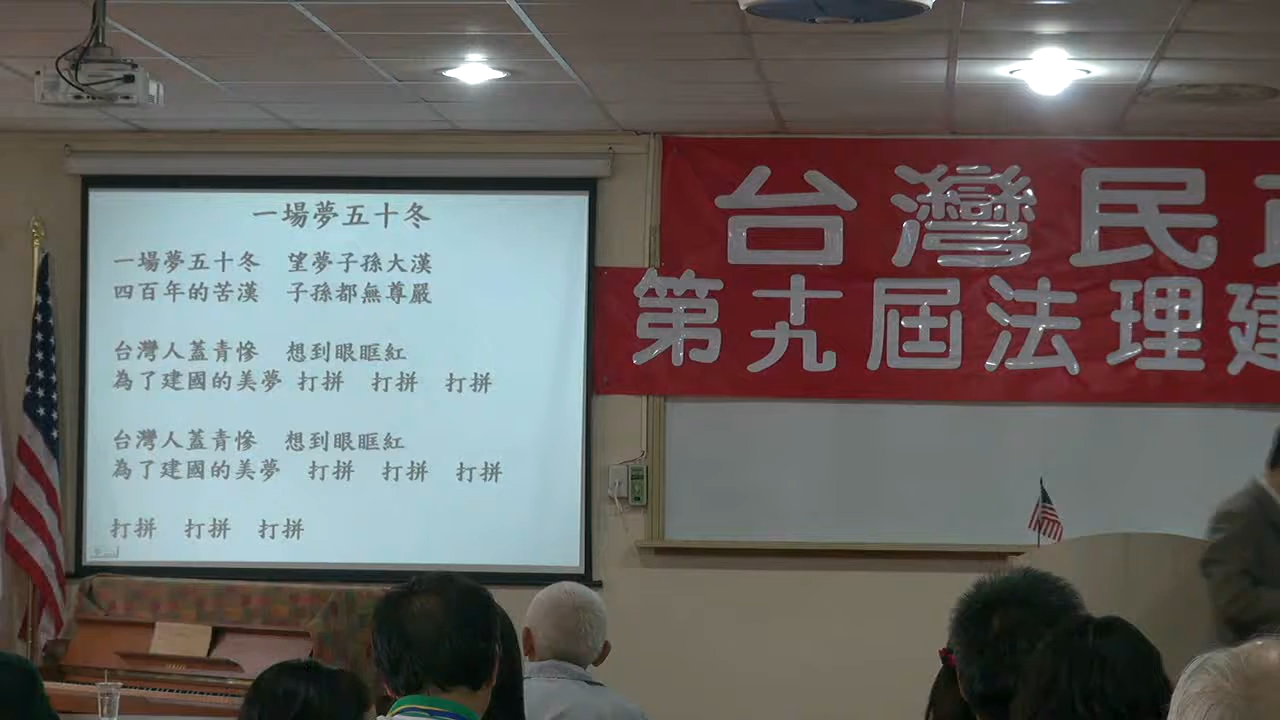 一場夢五十冬
一場夢五十冬 望夢子孫大漢
四百年的苦漢 子孫都無尊嚴
台灣人蓋青慘 想到眼眶紅
為了建國的美夢 打拼 打拼 打拼
台灣人蓋青慘 想到眼眶紅
為了建國的美夢 打拼 打拼 打拼
打拼 打拼 打拼
台灣民
第十九屆法理建